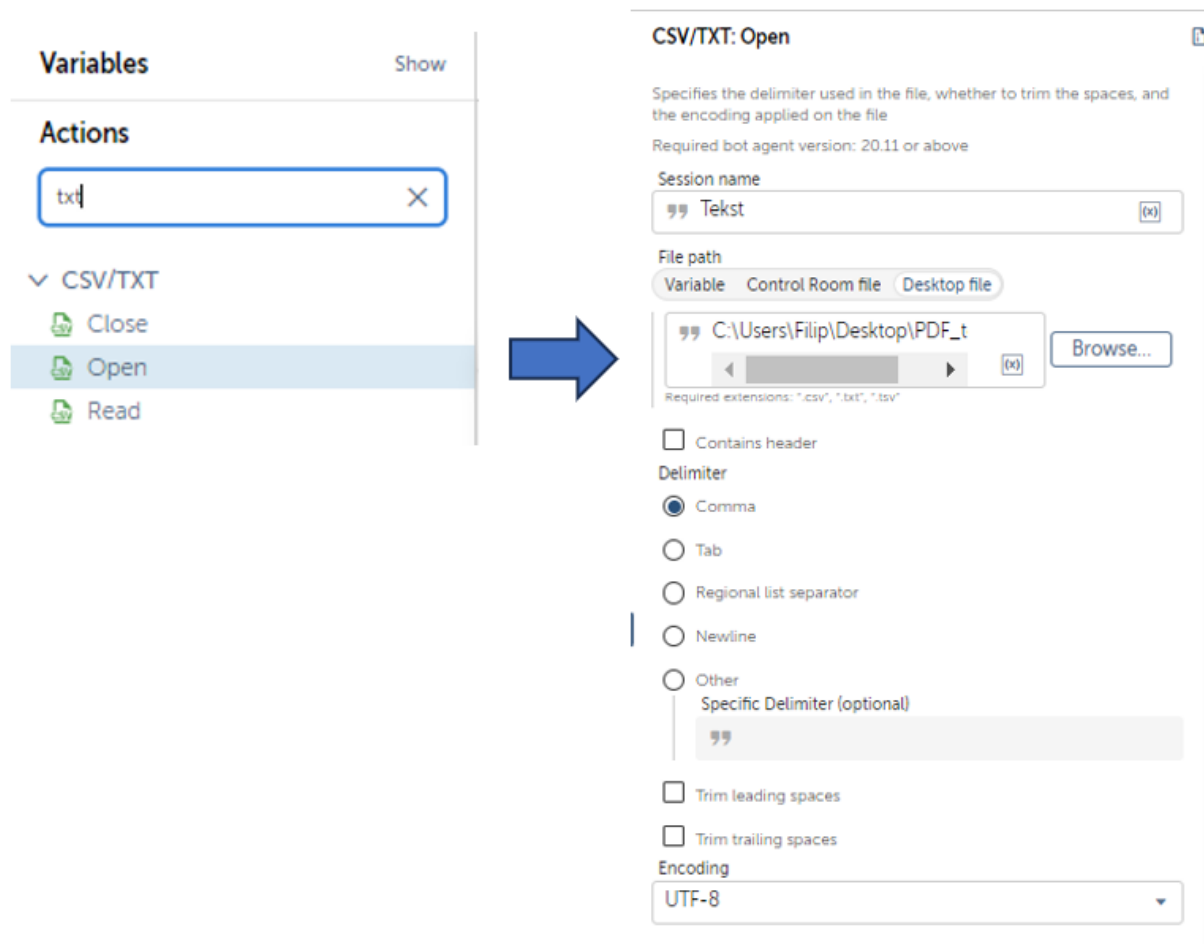 Variables Show
Actions
txt
CSV/TXT
Close
Open
Read
CSV/TXT: Open
Specifies the delimiter used in the file, whether to trim the spaces, and
the encoding applied on the file
Required bot agent version: 20.11 or above
Session name
Tekst
(x)
File path
Variable Control Room file Desktop file
C:\Users\Filip\Desktop\PDF_t
(x)
Browse...
Required extensions: ".csv", ".txt", ".tsv"
Contains header
Delimiter
Comma
Tab
Regional list separator
Newline
Other
Specific Delimiter (optional)
Trim leading spaces
Trim trailing spaces
Encoding
UTF-8